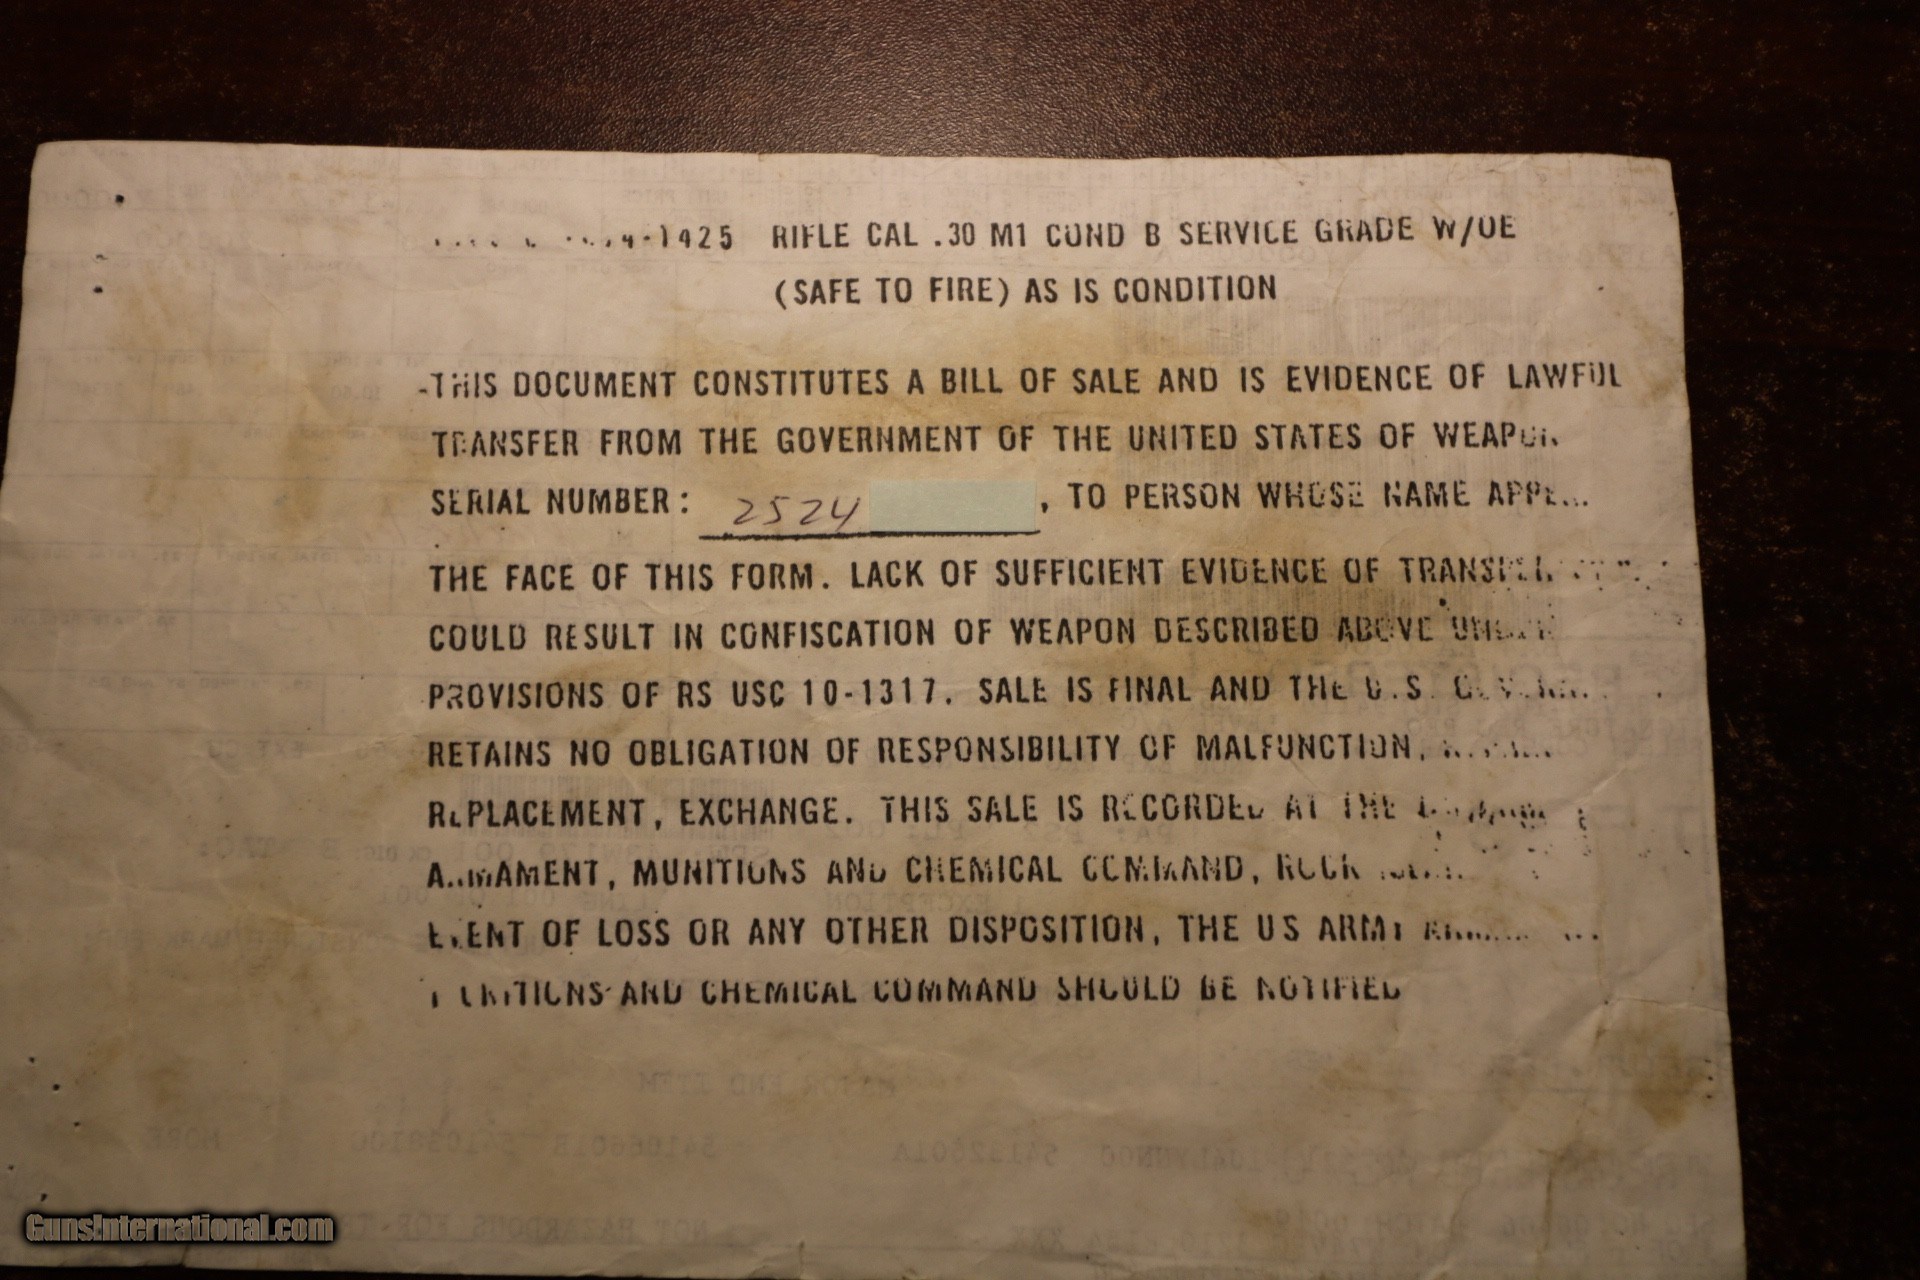 -1425 RIFLE CAL .30 M1 COND B SERVICE GRADE W/OE
(SAFE TO FIRE) AS IS CONDITION
-THIS DOCUMENT CONSTITUTES A BILL OF SALE AND IS EVIDENCE OF LAWFUL
TRANSFER FROM THE GOVERNMENT OF THE UNITED STATES OF WEAPON
SERIAL NUMBER: 2524 , TO PERSON WHOSE NAME
THE FACE OF THIS FORM. LACK OF SUFFICIENT EVIDENCE OF
COULD RESULT IN CONFISCATION OF WEAPON DESCRIBED ABOVE UNDER
PROVISIONS OF RS USC 10-1317. SALE IS FINAL AND THE U.S.
RETAINS NO OBLIGATION OF RESPONSIBILITY OF MALFUNCTION,
REPLACEMENT, EXCHANGE. THIS SALE IS RECORDED AT THE
ARMAMENT, MUNITIONS AND CHEMICAL COMMAND, ROCK
EVENT OF LOSS OR ANY OTHER DISPOSITION, THE US ARMY
MUNITIONS AND CHEMICAL COMMAND SHOULD BE NOTIFIED
GunsInternational.com